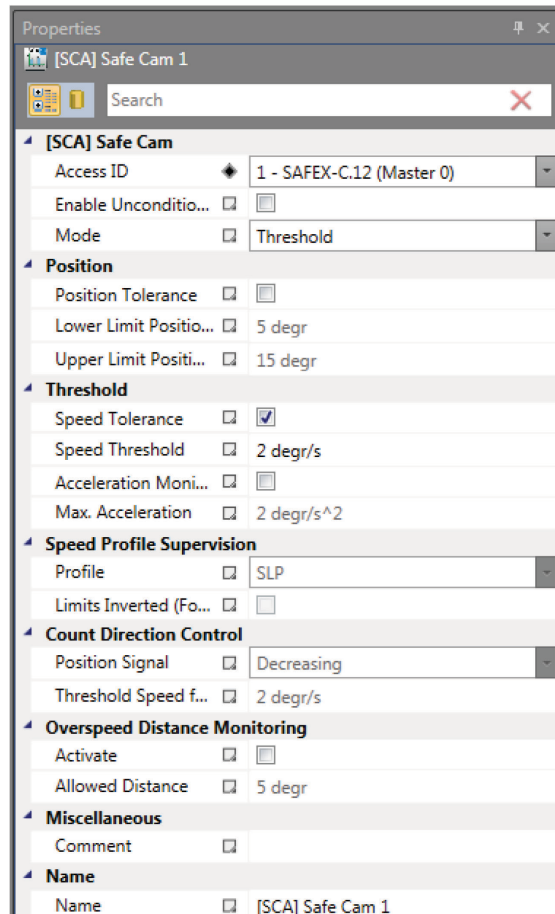 Properties
[SCA] Safe Cam 1
Search
[SCA] Safe Cam
Access ID 1 - SAFEX-C.12 (Master 0)
Enable Unconditio...
Mode Threshold
Position
Position Tolerance
Lower Limit Positio... 5 degr
Upper Limit Positi... 15 degr
Threshold
Speed Tolerance
Speed Threshold 2 degr/s
Acceleration Moni...
Max. Acceleration 2 degr/s^2
Speed Profile Supervision
Profile SLP
Limits Inverted (Fo...
Count Direction Control
Position Signal Decreasing
Threshold Speed f... 2 degr/s
Overspeed Distance Monitoring
Activate
Allowed Distance 5 degr
Miscellaneous
Comment
Name
Name [SCA] Safe Cam 1